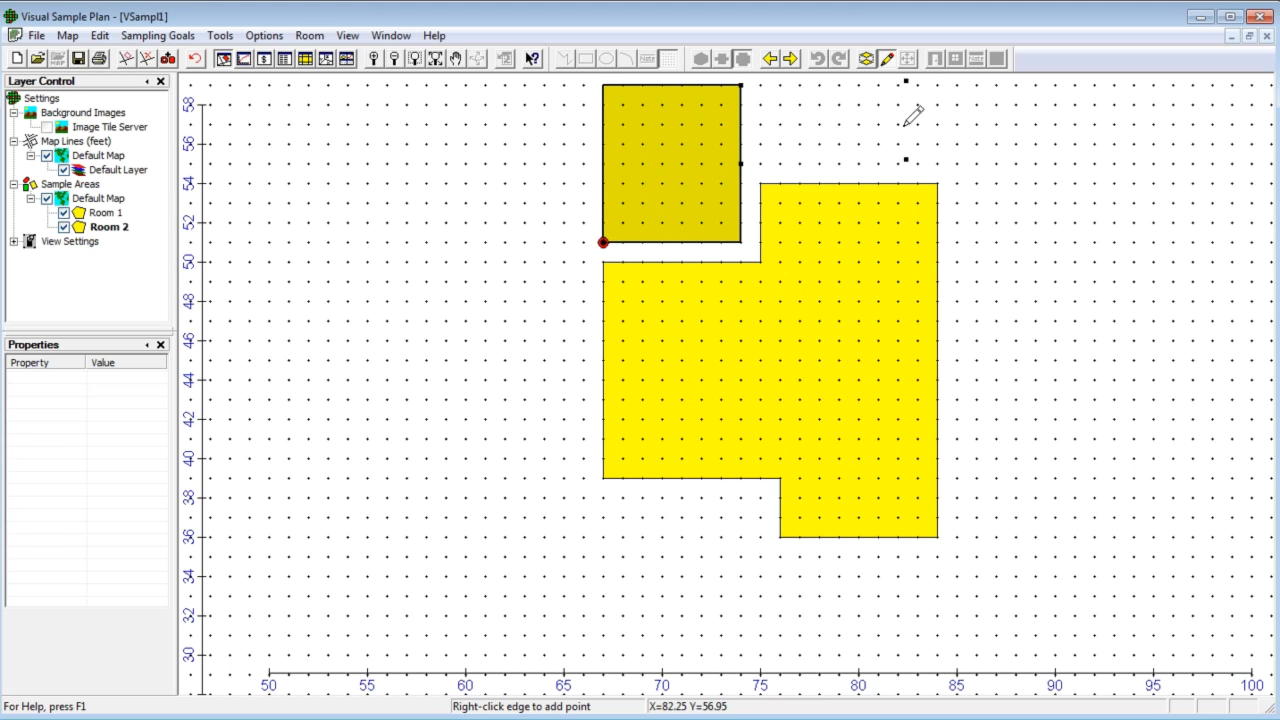 Visual Sample Plan - [VSampl1]
File Map Edit Sampling Goals Tools Options Room View Window Help
Layer Control
Settings
Background Images
Image Tile Server
Map Lines (feet)
Default Map
Default Layer
Sample Areas
Default Map
Room 1
Room 2
View Settings
Properties
Property Value
58
56
54
52
50
48
46
44
42
40
38
36
34
32
30
50 55 60 65 70 75 80 85 90 95 100
For Help, press F1 Right-click edge to add point X=82.25 Y=56.95